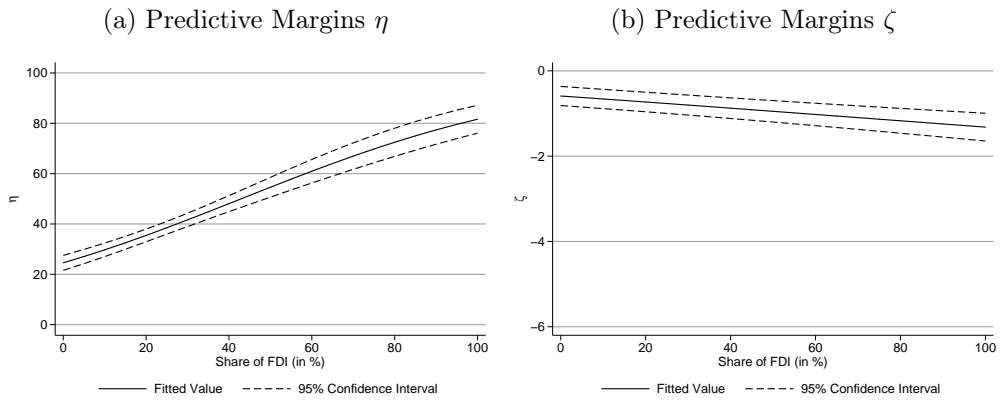 (a) Predictive Margins η
100
80
60
40
20
0
η
0 20 40 60 80 100
Share of FDI (in %)
Fitted Value 95% Confidence Interval
(b) Predictive Margins ζ
0
−2
−4
−6
ζ
0 20 40 60 80 100
Share of FDI (in %)
Fitted Value 95% Confidence Interval